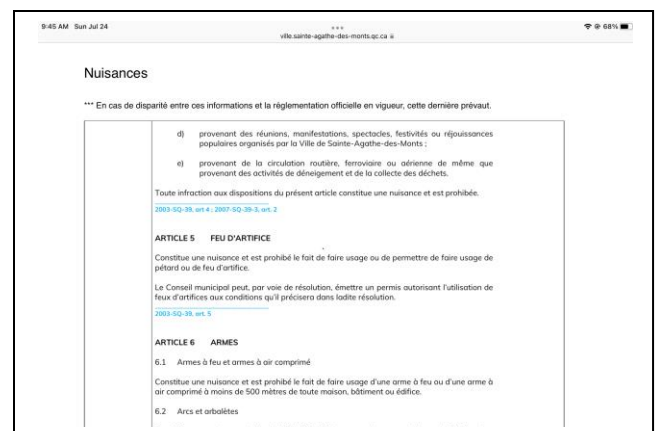 9:45 AM Sun Jul 24
68%
ville.sainte-agathe-des-monts.qc.ca
Nuisances
*** En cas de disparité entre ces informations et la réglementation officielle en vigueur, cette dernière prévaut.
d) provenant des réunions, manifestations, spectacles, festivités ou réjouissances
populaires organisés par la Ville de Sainte-Agathe-des-Monts ;
e) provenant de la circulation routière, ferroviaire ou aérienne de même que
provenant des activités de déneigement et de la collecte des déchets.
Toute infraction aux dispositions du présent article constitue une nuisance et est prohibée.
2003-SQ-39, art 4 ; 2007-SQ-39-3, art. 2
ARTICLE 5 FEU D'ARTIFICE
Constitue une nuisance et est prohibé le fait de faire usage ou de permettre de faire usage de
pétard ou de feu d'artifice.
Le Conseil municipal peut, par voie de résolution, émettre un permis autorisant l'utilisation de
feux d'artifices aux conditions qu'il précisera dans ladite résolution.
2003-SQ-39, art. 5
ARTICLE 6 ARMES
6.1 Armes à feu et armes à air comprimé
Constitue une nuisance et est prohibé le fait de faire usage d'une arme à feu ou d'une arme à
air comprimé à moins de 500 mètres de toute maison, bâtiment ou édifice.
6.2 Arcs et arbalètes